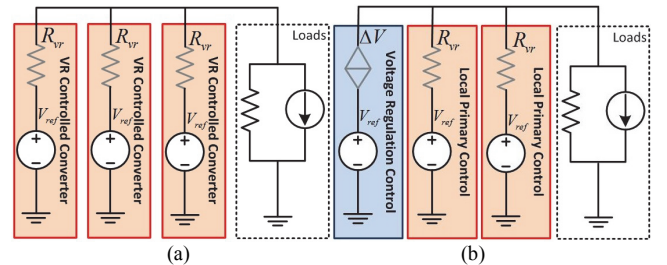 R_vr
V_ref
+
−
VR Controlled Converter
R_vr
V_ref
+
−
VR Controlled Converter
R_vr
V_ref
+
−
VR Controlled Converter
Loads
(a)
ΔV
V_ref
+
−
Voltage Regulation Control
R_vr
V_ref
+
−
Local Primary Control
R_vr
V_ref
+
−
Local Primary Control
Loads
(b)